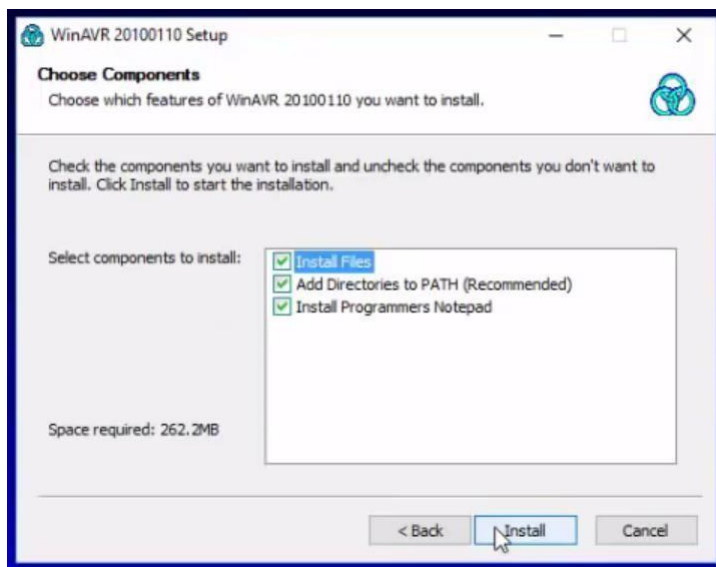 WinAVR 20100110 Setup
Choose Components
Choose which features of WinAVR 20100110 you want to install.
Check the components you want to install and uncheck the components you don't want to
install. Click Install to start the installation.
Select components to install:
Install Files
Add Directories to PATH (Recommended)
Install Programmers Notepad
Space required: 262.2MB
< Back
Install
Cancel